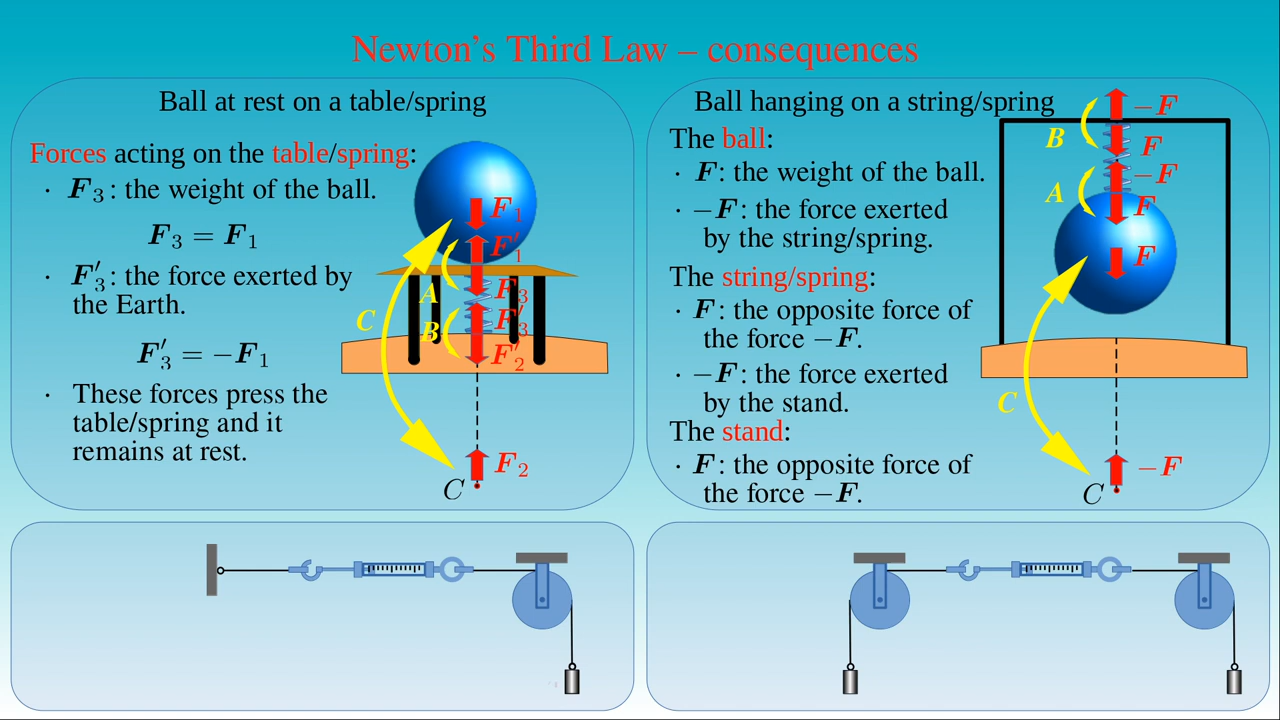 Newton's Third Law – consequences
Ball at rest on a table/spring
Forces acting on the table/spring:
· F₃ : the weight of the ball.
F₃ = F₁
· F′₃ : the force exerted by
the Earth.
F′₃ = −F₁
· These forces press the
table/spring and it
remains at rest.
F₁
F′₁
F₃
F′₃
F′₂
F₂
A
B
C
C
Ball hanging on a string/spring
The ball:
· F : the weight of the ball.
· −F : the force exerted
by the string/spring.
The string/spring:
· F : the opposite force of
the force −F.
· −F : the force exerted
by the stand.
The stand:
· F : the opposite force of
the force −F.
−F
F
−F
F
F
−F
B
A
C
C